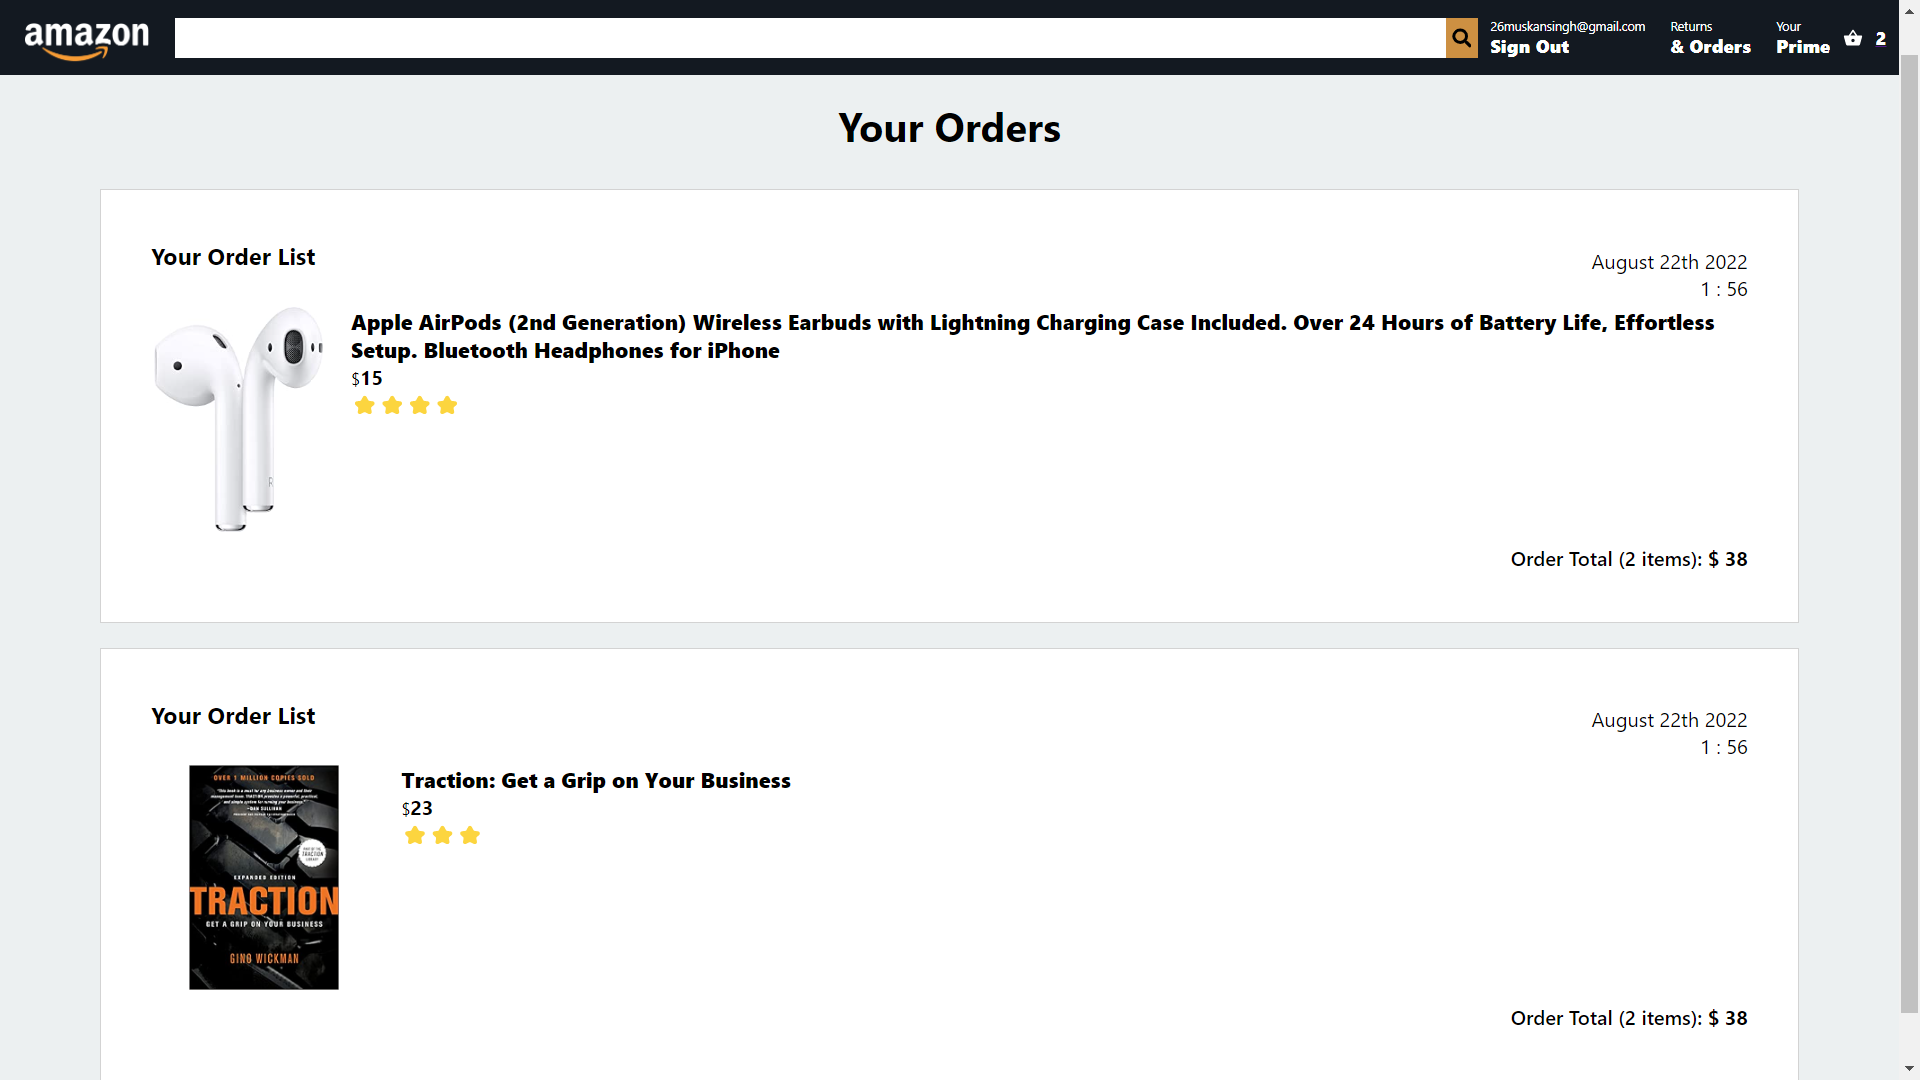 amazon
26muskansingh@gmail.com
Sign Out
Returns
& Orders
Your
Prime
2
Your Orders
Your Order List
August 22th 2022
1 : 56
Apple AirPods (2nd Generation) Wireless Earbuds with Lightning Charging Case Included. Over 24 Hours of Battery Life, Effortless
Setup. Bluetooth Headphones for iPhone
$15
R
Order Total (2 items): $ 38
Your Order List
August 22th 2022
1 : 56
OVER 1 MILLION COPIES SOLD
Traction: Get a Grip on Your Business
$23
EXPANDED EDITION
TRACTION
GET A GRIP ON YOUR BUSINESS
GINO WICKMAN
Order Total (2 items): $ 38